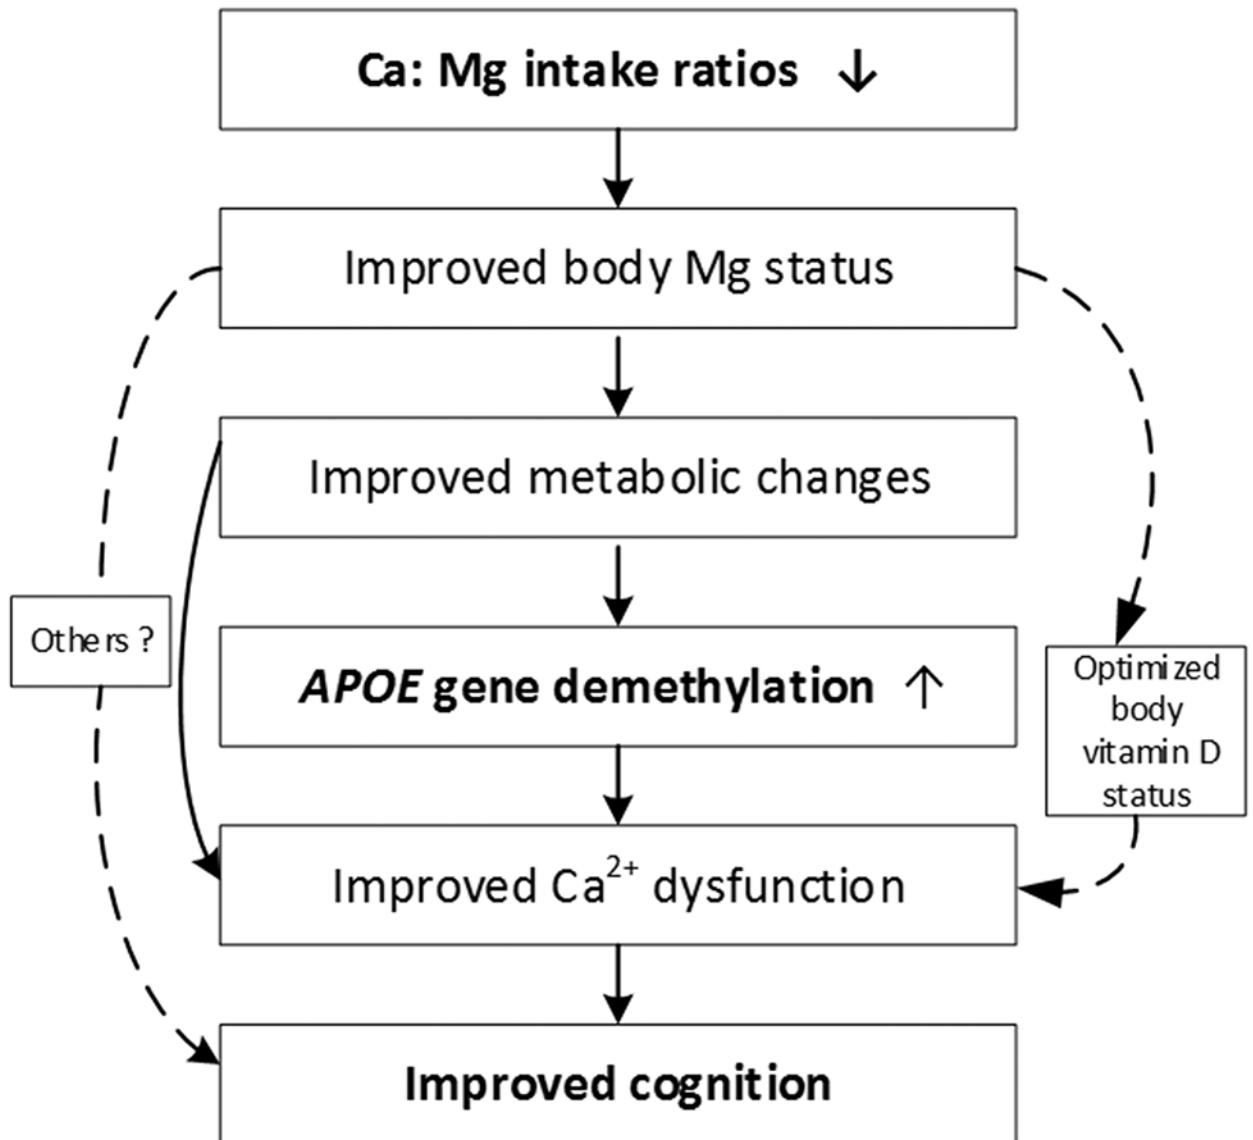 Ca: Mg intake ratios ↓
Improved body Mg status
Improved metabolic changes
Others ?
APOE gene demethylation ↑
Optimized
body
vitamin D
status
Improved Ca²⁺ dysfunction
Improved cognition